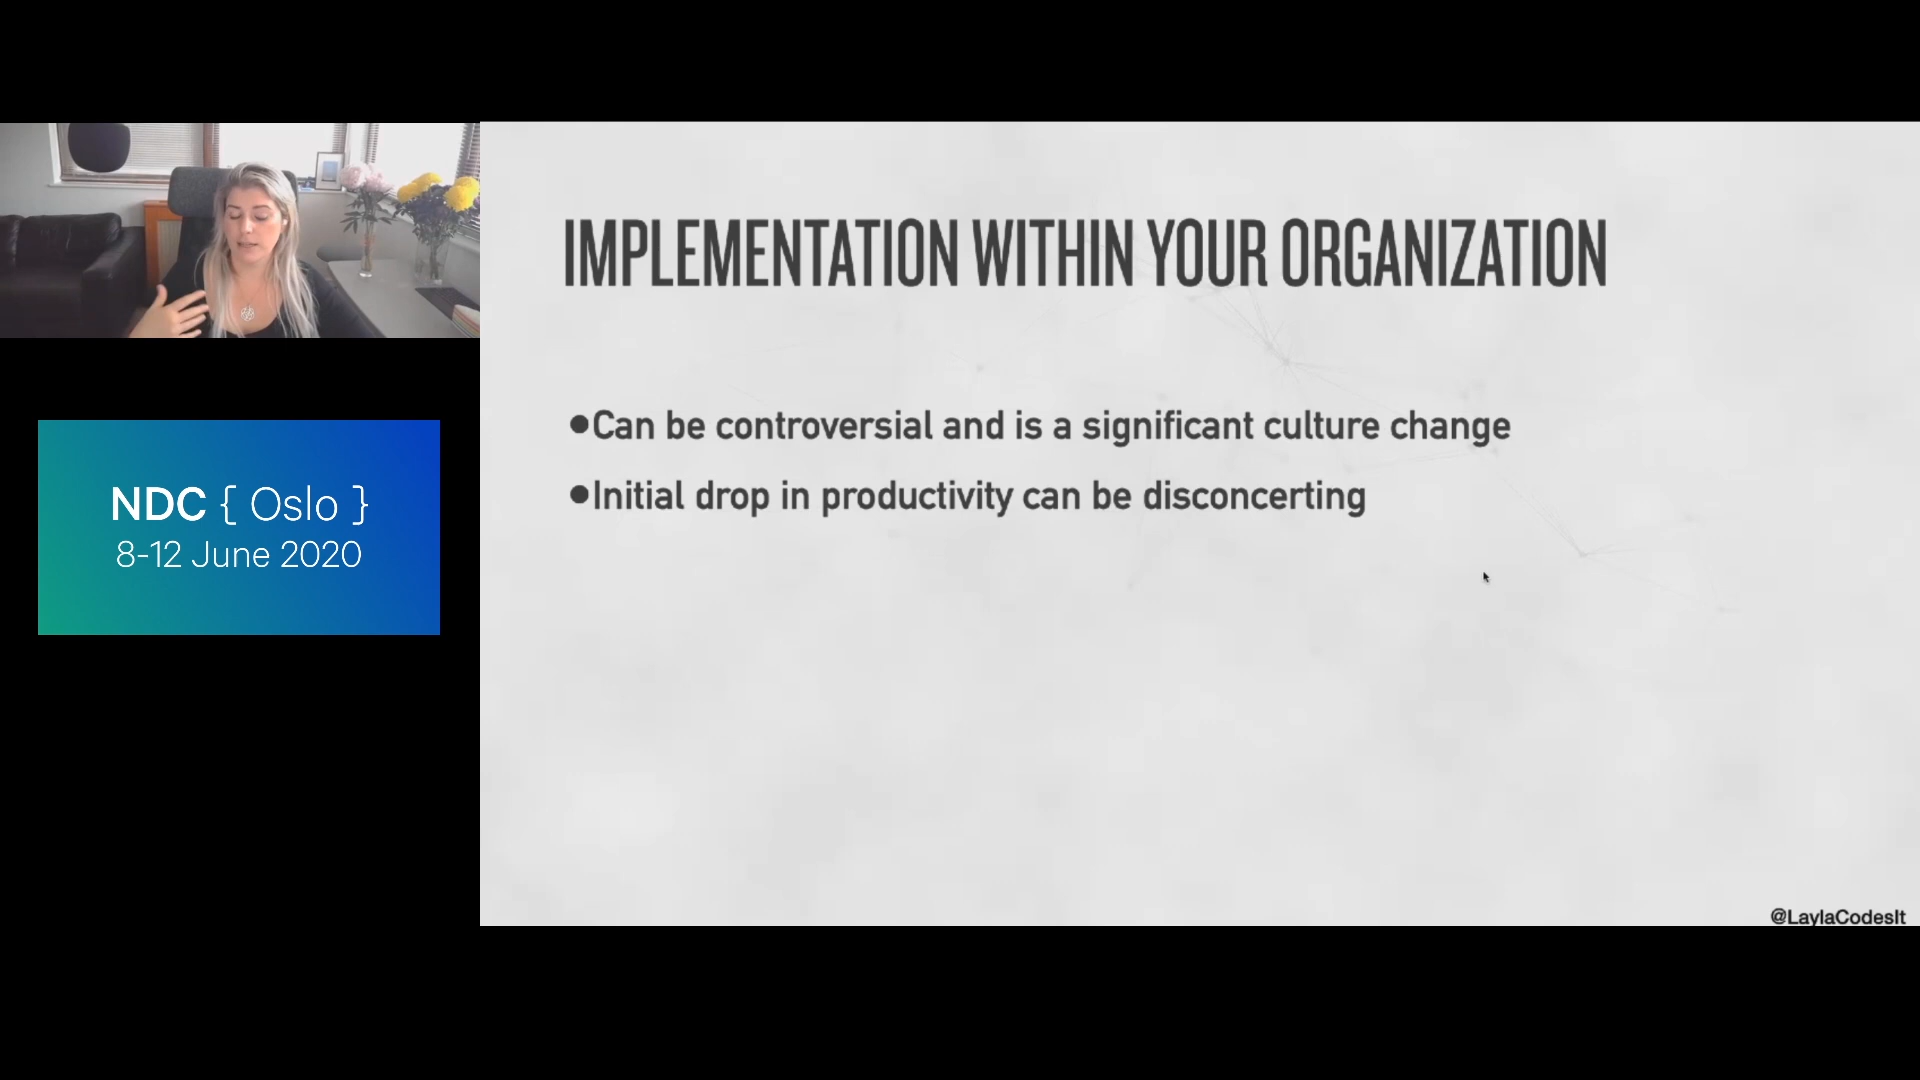 IMPLEMENTATION WITHIN YOUR ORGANIZATION
●Can be controversial and is a significant culture change
●Initial drop in productivity can be disconcerting
NDC { Oslo }
8-12 June 2020
@LaylaCodesIt